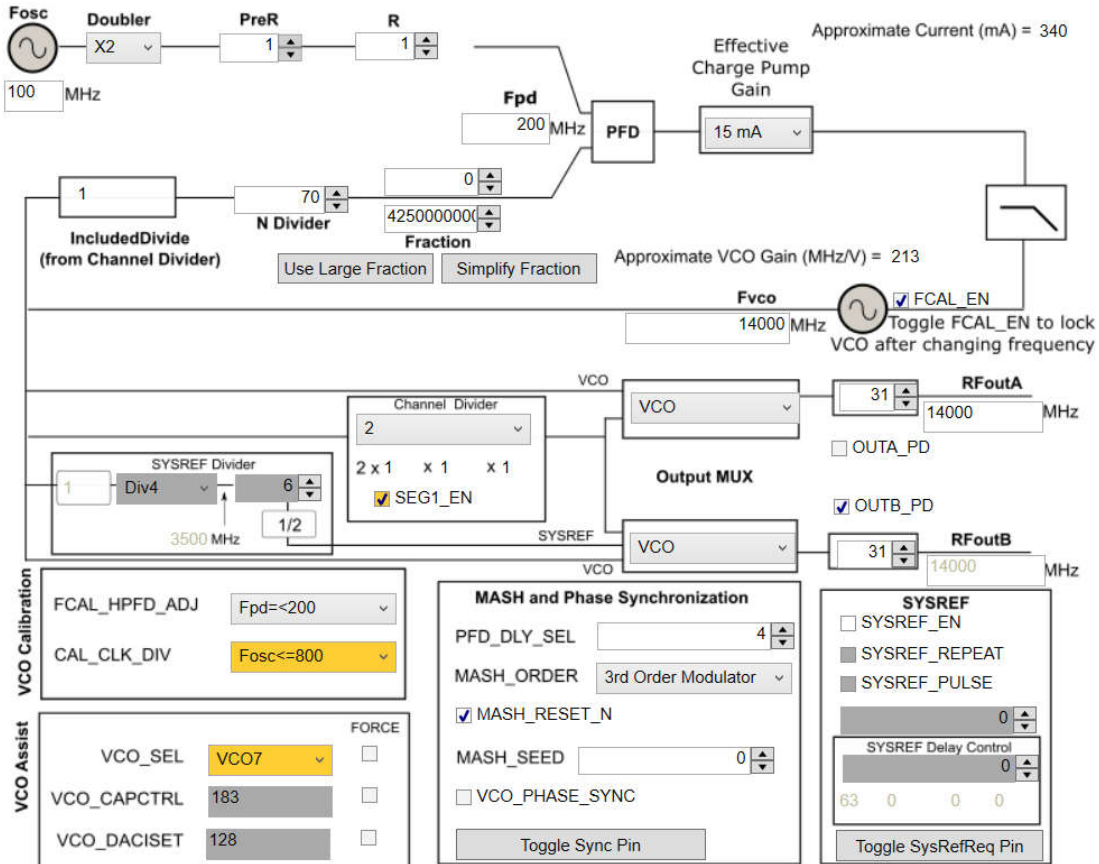 Fosc
Doubler
PreR
R
Approximate Current (mA) = 340
X2
1
1
Effective
Charge Pump
Gain
100 MHz
Fpd
200 MHz
PFD
15 mA
1
70
0
N Divider
425000000
IncludedDivide
(from Channel Divider)
Fraction
Use Large Fraction
Simplify Fraction
Approximate VCO Gain (MHz/V) = 213
Fvco
FCAL_EN
14000 MHz
Toggle FCAL_EN to lock
VCO after changing frequency
VCO
RFoutA
Channel Divider
VCO
31
14000 MHz
2
OUTA_PD
SYSREF Divider
2 x 1 x 1 x 1
Output MUX
1
Div4
6
SEG1_EN
OUTB_PD
1/2
3500 MHz
SYSREF
VCO
31
RFoutB
VCO
14000 MHz
VCO Calibration
FCAL_HPFD_ADJ
Fpd=<200
CAL_CLK_DIV
Fosc<=800
MASH and Phase Synchronization
PFD_DLY_SEL
4
MASH_ORDER
3rd Order Modulator
MASH_RESET_N
MASH_SEED
0
VCO_PHASE_SYNC
Toggle Sync Pin
SYSREF
SYSREF_EN
SYSREF_REPEAT
SYSREF_PULSE
0
SYSREF Delay Control
0
63 0 0 0
Toggle SysRefReq Pin
VCO Assist
FORCE
VCO_SEL
VCO7
VCO_CAPCTRL
183
VCO_DACISET
128